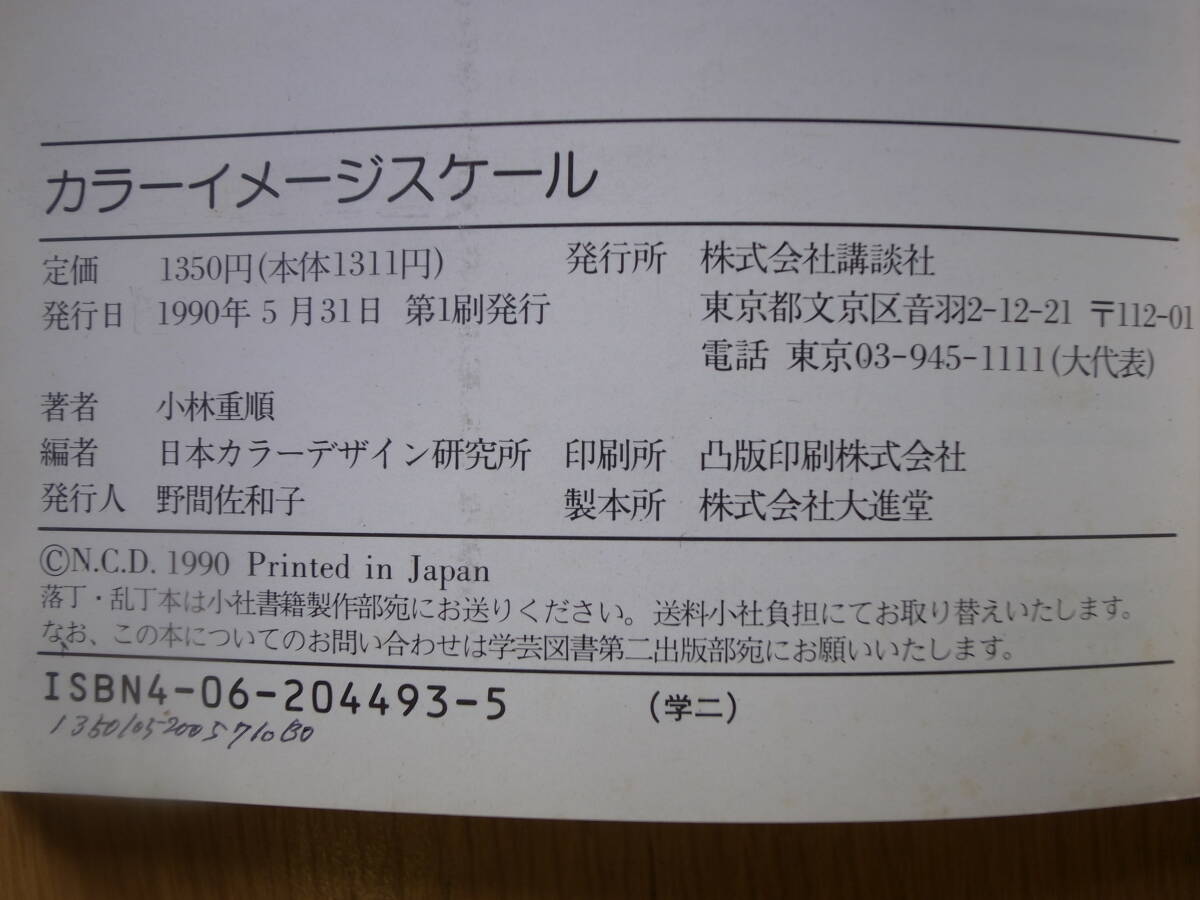 カラーイメージスケール
定価 1350円(本体1311円) 発行所 株式会社講談社
発行日 1990年5月31日 第1刷発行 東京都文京区音羽2-12-21 〒112-01
電話 東京03-945-1111(大代表)
著者 小林重順
編者 日本カラーデザイン研究所 印刷所 凸版印刷株式会社
発行人 野間佐和子 製本所 株式会社大進堂
©N.C.D. 1990 Printed in Japan
落丁・乱丁本は小社書籍製作部宛にお送りください。送料小社負担にてお取り替えいたします。
なお、この本についてのお問い合わせは学芸図書第二出版部宛にお願いいたします。
ISBN4-06-204493-5 (学二)